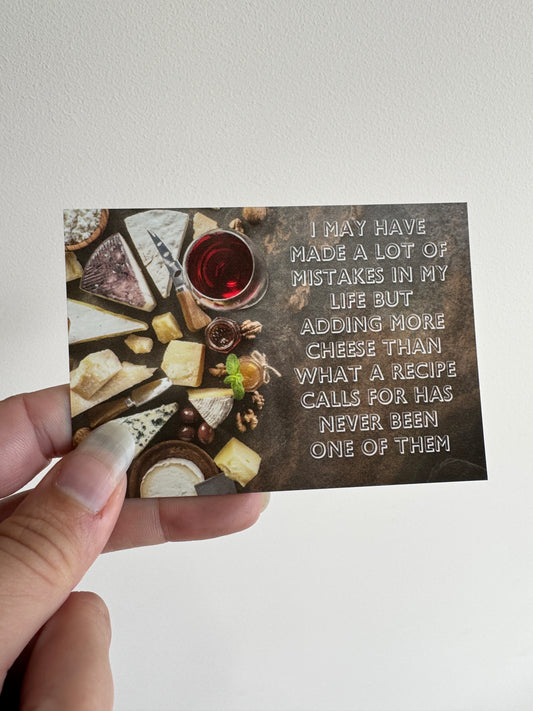 I MAY HAVE
MADE A LOT OF
MISTAKES IN MY
LIFE BUT
ADDING MORE
CHEESE THAN
WHAT A RECIPE
CALLS FOR HAS
NEVER BEEN
ONE OF THEM